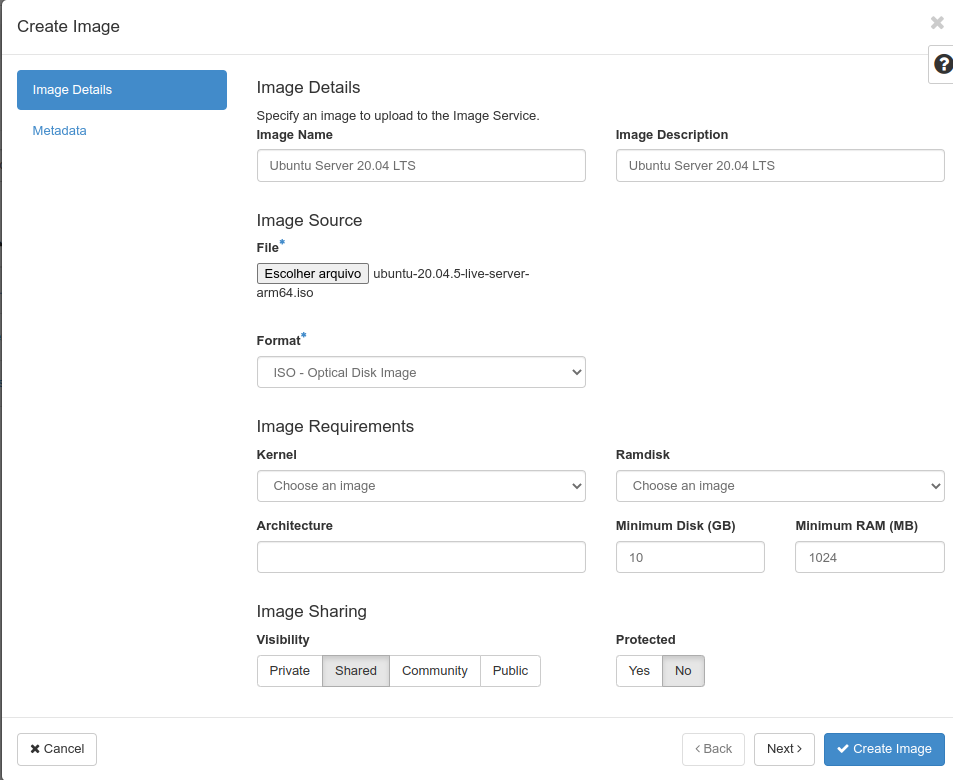 Create Image
Image Details
Metadata
Image Details
Specify an image to upload to the Image Service.
Image Name
Image Description
Ubuntu Server 20.04 LTS
Ubuntu Server 20.04 LTS
Image Source
File*
Escolher arquivo ubuntu-20.04.5-live-server-
arm64.iso
Format*
ISO - Optical Disk Image
Image Requirements
Kernel
Ramdisk
Choose an image
Choose an image
Architecture
Minimum Disk (GB)
Minimum RAM (MB)
10
1024
Image Sharing
Visibility
Protected
Private Shared Community Public
Yes No
Cancel
< Back
Next >
Create Image